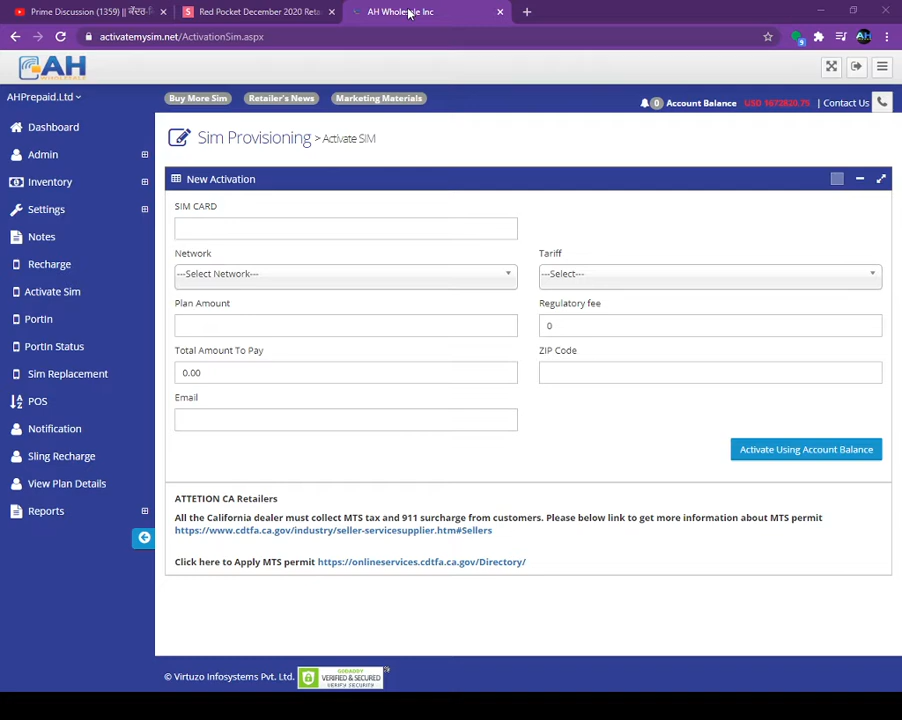 Prime Discussion (1359) || ਕੇਂਦਰ-
Red Pocket December 2020 Reta
AH Wholesale Inc
activatemysim.net/ActivationSim.aspx
AH
WHOLESALE
AHPrepaid.Ltd
Buy More Sim
Retailer's News
Marketing Materials
0 Account Balance USD 1672820.75 | Contact Us
Dashboard
Admin
Inventory
Settings
Notes
Recharge
Activate Sim
PortIn
PortIn Status
Sim Replacement
POS
Notification
Sling Recharge
View Plan Details
Reports
Sim Provisioning > Activate SIM
New Activation
SIM CARD
Network
---Select Network---
Tariff
---Select---
Plan Amount
Regulatory fee
0
Total Amount To Pay
0.00
ZIP Code
Email
Activate Using Account Balance
ATTETION CA Retailers
All the California dealer must collect MTS tax and 911 surcharge from customers. Please below link to get more information about MTS permit
https://www.cdtfa.ca.gov/industry/seller-servicesupplier.htm#Sellers
Click here to Apply MTS permit https://onlineservices.cdtfa.ca.gov/Directory/
© Virtuzo Infosystems Pvt. Ltd.
GODADDY
VERIFIED & SECURED
VERIFY SECURITY